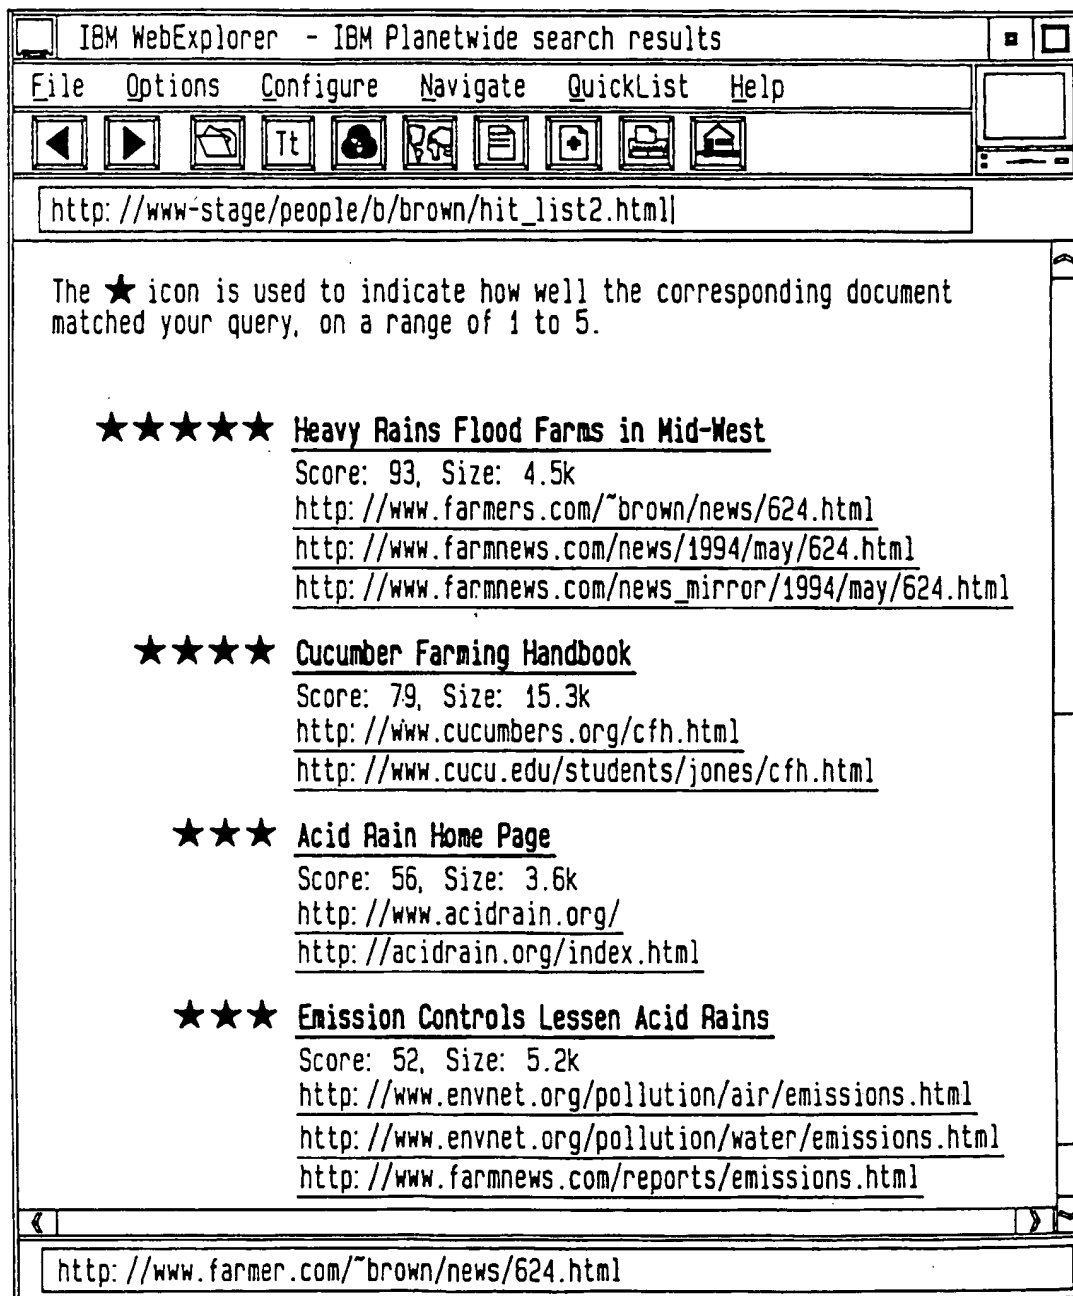 IBM WebExplorer - IBM Planetwide search results
File Options Configure Navigate QuickList Help
Tt
http://www-stage/people/b/brown/hit_list2.html
The ★ icon is used to indicate how well the corresponding document
matched your query, on a range of 1 to 5.
★★★★★ Heavy Rains Flood Farms in Mid-West
Score: 93, Size: 4.5k
http://www.farmers.com/~brown/news/624.html
http://www.farmnews.com/news/1994/may/624.html
http://www.farmnews.com/news_mirror/1994/may/624.html
★★★★ Cucumber Farming Handbook
Score: 79, Size: 15.3k
http://www.cucumbers.org/cfh.html
http://www.cucu.edu/students/jones/cfh.html
★★★ Acid Rain Home Page
Score: 56, Size: 3.6k
http://www.acidrain.org/
http://acidrain.org/index.html
★★★ Emission Controls Lessen Acid Rains
Score: 52, Size: 5.2k
http://www.envnet.org/pollution/air/emissions.html
http://www.envnet.org/pollution/water/emissions.html
http://www.farmnews.com/reports/emissions.html
http://www.farmer.com/~brown/news/624.html